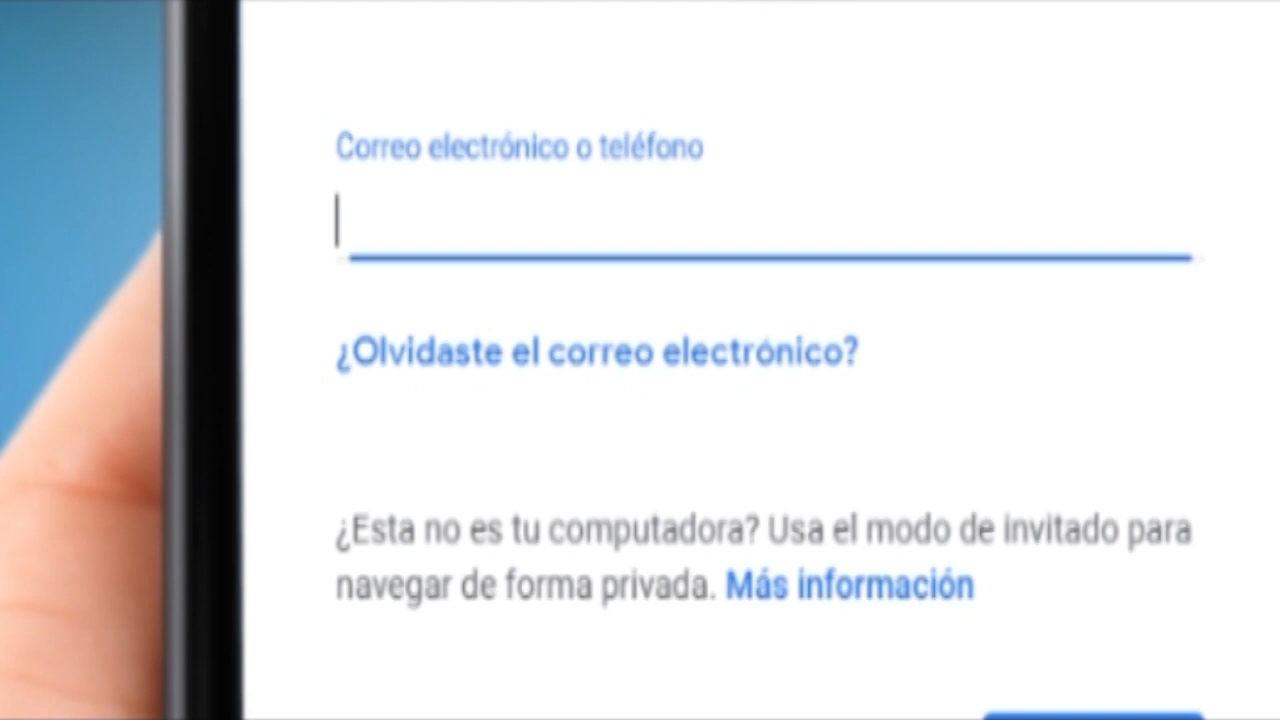 Correo electrónico o teléfono
¿Olvidaste el correo electrónico?
¿Esta no es tu computadora? Usa el modo de invitado para
navegar de forma privada. Más información